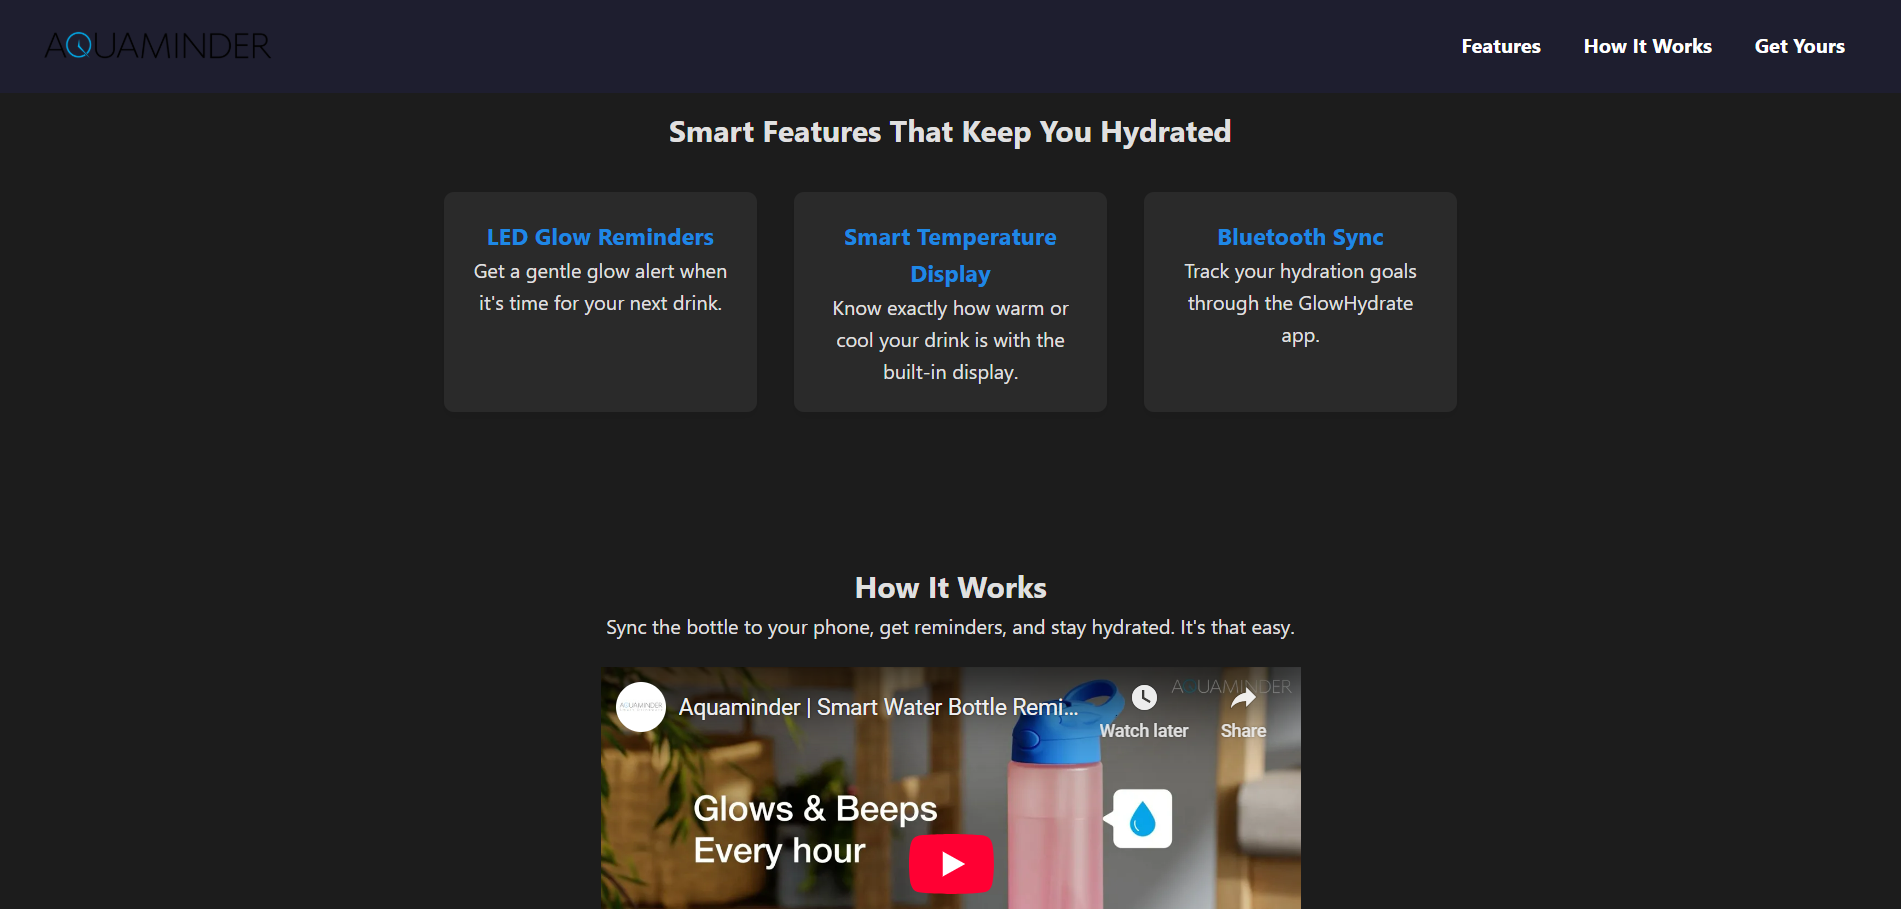 AQUAMINDER
Features
How It Works
Get Yours
Smart Features That Keep You Hydrated
LED Glow Reminders
Get a gentle glow alert when
it's time for your next drink.
Smart Temperature
Display
Know exactly how warm or
cool your drink is with the
built-in display.
Bluetooth Sync
Track your hydration goals
through the GlowHydrate
app.
How It Works
Sync the bottle to your phone, get reminders, and stay hydrated. It's that easy.
AQUAMINDER
Aquaminder | Smart Water Bottle Remi...
AQUAMINDER
Watch later
Share
Glows & Beeps
Every hour